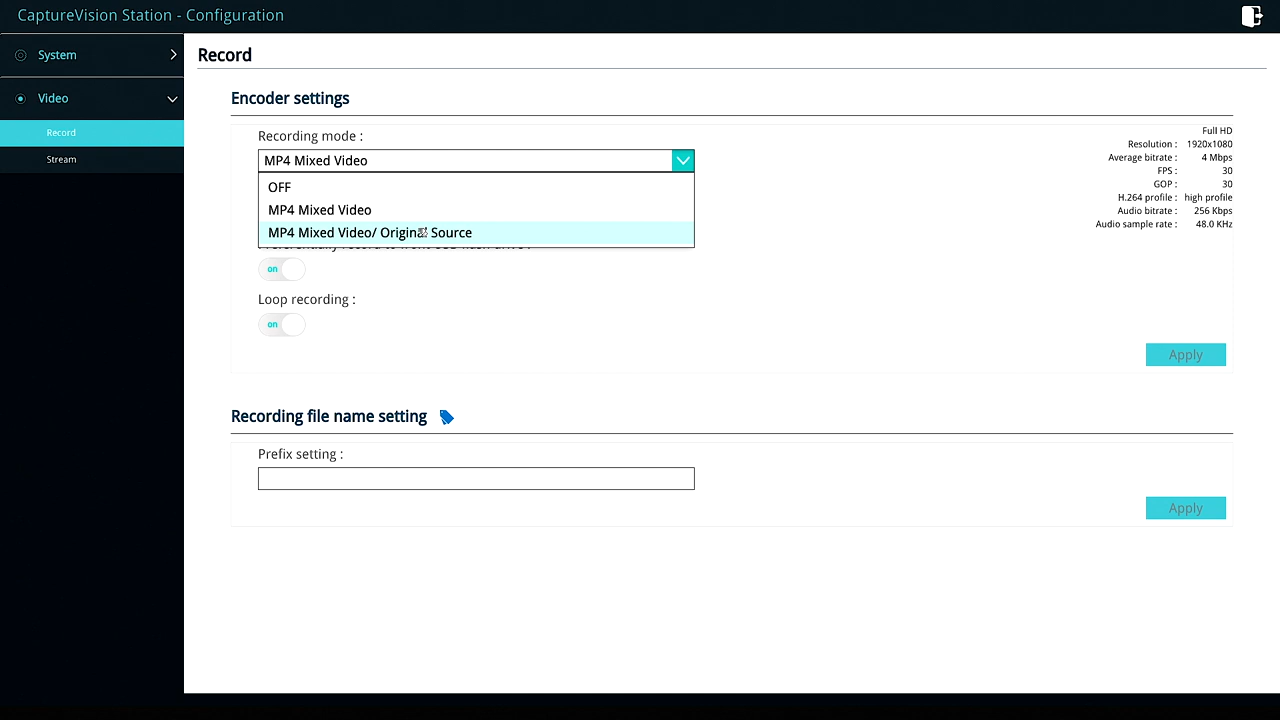 CaptureVision Station - Configuration
System
Video
Record
Stream
Record
Encoder settings
Recording mode :
MP4 Mixed Video
OFF
MP4 Mixed Video
MP4 Mixed Video/ Original Source
on
Loop recording :
on
Full HD
Resolution : 1920x1080
Average bitrate : 4 Mbps
FPS : 30
GOP : 30
H.264 profile : high profile
Audio bitrate : 256 Kbps
Audio sample rate : 48.0 KHz
Apply
Recording file name setting
Prefix setting :
Apply